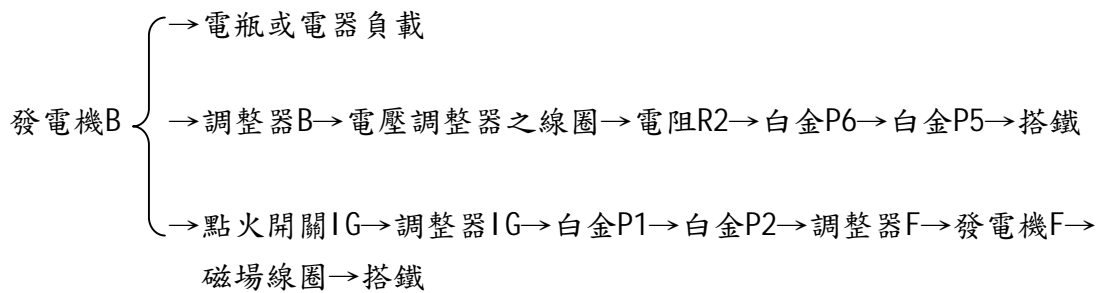 →電瓶或電器負載
發電機B
→調整器B→電壓調整器之線圈→電阻R2→白金P6→白金P5→搭鐵
→點火開關IG→調整器IG→白金P1→白金P2→調整器F→發電機F→
磁場線圈→搭鐵